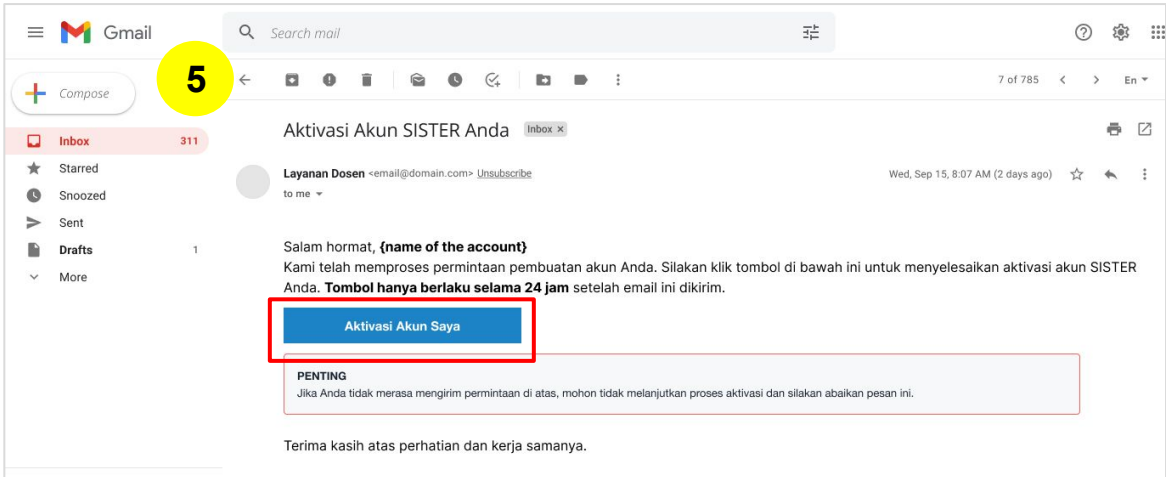 Gmail
Search mail
5
Compose
7 of 785
En
Inbox 311
Starred
Snoozed
Sent
Drafts 1
More
Aktivasi Akun SISTER Anda Inbox ×
Layanan Dosen <email@domain.com> Unsubscribe
Wed, Sep 15, 8:07 AM (2 days ago)
to me
Salam hormat, {name of the account}
Kami telah memproses permintaan pembuatan akun Anda. Silakan klik tombol di bawah ini untuk menyelesaikan aktivasi akun SISTER
Anda. Tombol hanya berlaku selama 24 jam setelah email ini dikirim.
Aktivasi Akun Saya
PENTING
Jika Anda tidak merasa mengirim permintaan di atas, mohon tidak melanjutkan proses aktivasi dan silakan abaikan pesan ini.
Terima kasih atas perhatian dan kerja samanya.